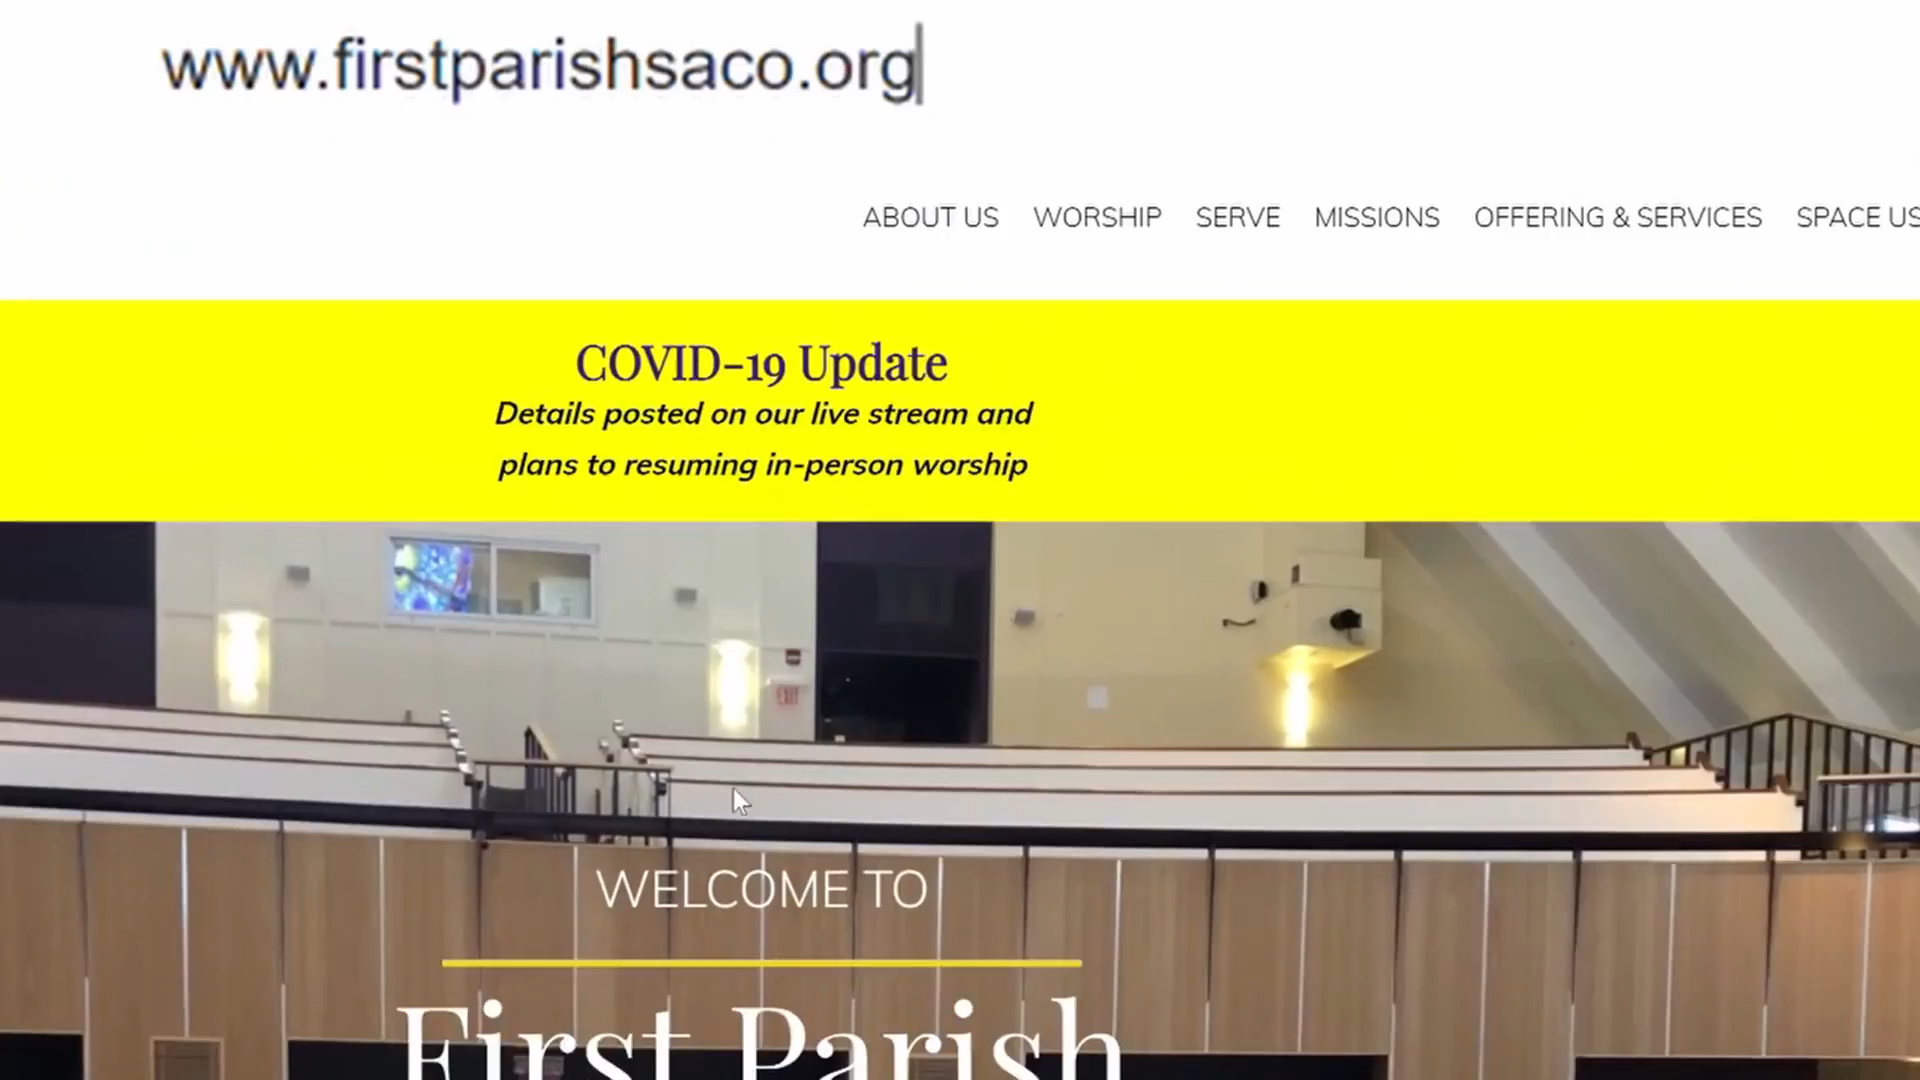 www.firstparishsaco.org
ABOUT US WORSHIP SERVE MISSIONS OFFERING & SERVICES SPACE US
COVID-19 Update
Details posted on our live stream and
plans to resuming in-person worship
EXIT
WELCOME TO
First Parish